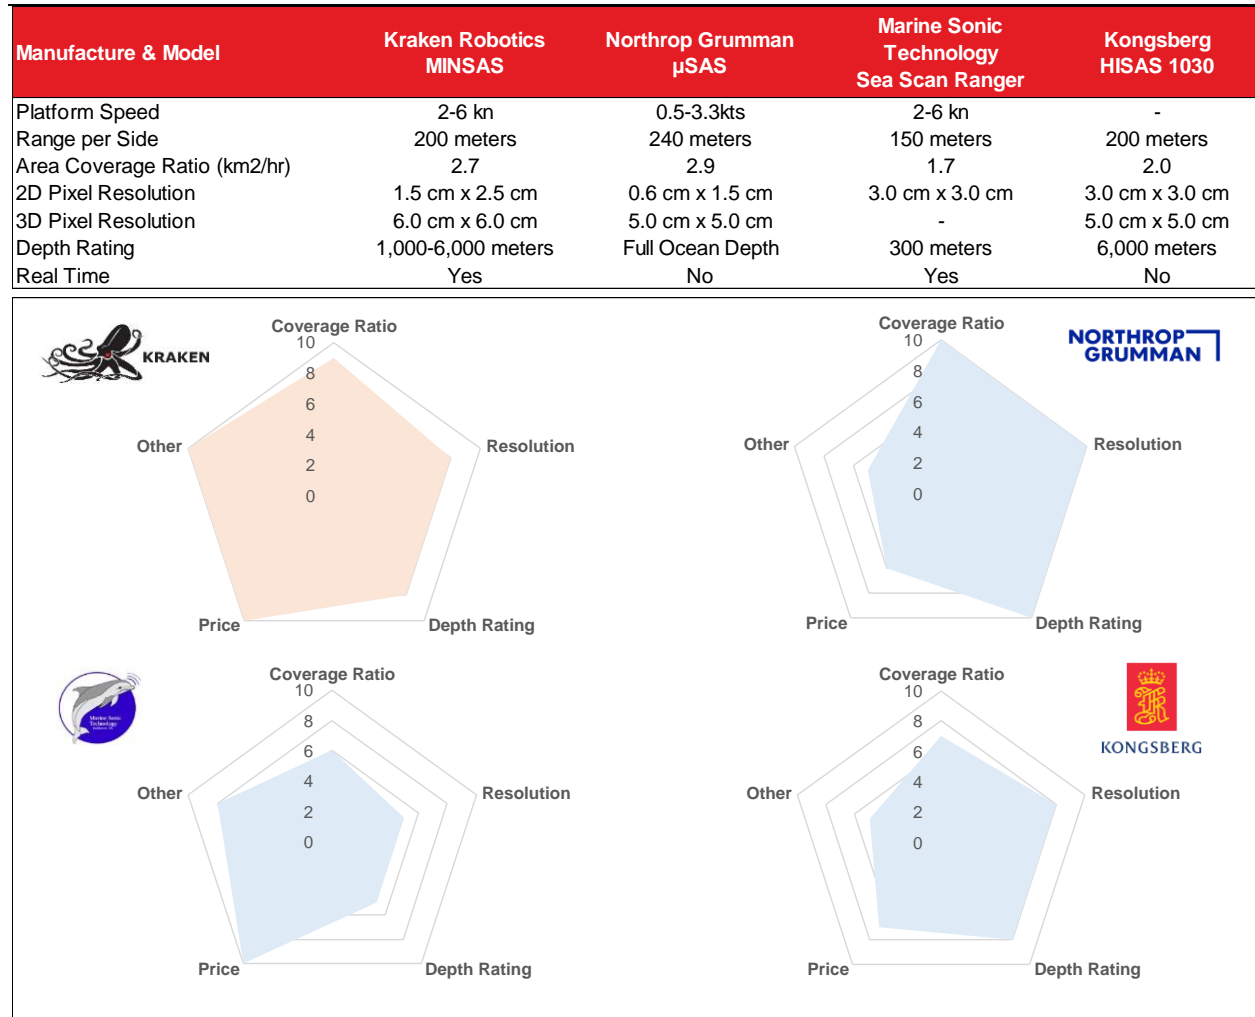 Manufacture & Model
Kraken Robotics
MINSAS
Northrop Grumman
µSAS
Marine Sonic
Technology
Sea Scan Ranger
Kongsberg
HISAS 1030
Platform Speed 2-6 kn 0.5-3.3kts 2-6 kn -
Range per Side 200 meters 240 meters 150 meters 200 meters
Area Coverage Ratio (km2/hr) 2.7 2.9 1.7 2.0
2D Pixel Resolution 1.5 cm x 2.5 cm 0.6 cm x 1.5 cm 3.0 cm x 3.0 cm 3.0 cm x 3.0 cm
3D Pixel Resolution 6.0 cm x 6.0 cm 5.0 cm x 5.0 cm - 5.0 cm x 5.0 cm
Depth Rating 1,000-6,000 meters Full Ocean Depth 300 meters 6,000 meters
Real Time Yes No Yes No
KRAKEN
Coverage Ratio
10
8
6
4
2
0
Other
Resolution
Price
Depth Rating
NORTHROP
GRUMMAN
Coverage Ratio
10
8
6
4
2
0
Other
Resolution
Price
Depth Rating
Marine Sonic
Technology
Coverage Ratio
10
8
6
4
2
0
Other
Resolution
Price
Depth Rating
KONGSBERG
Coverage Ratio
10
8
6
4
2
0
Other
Resolution
Price
Depth Rating